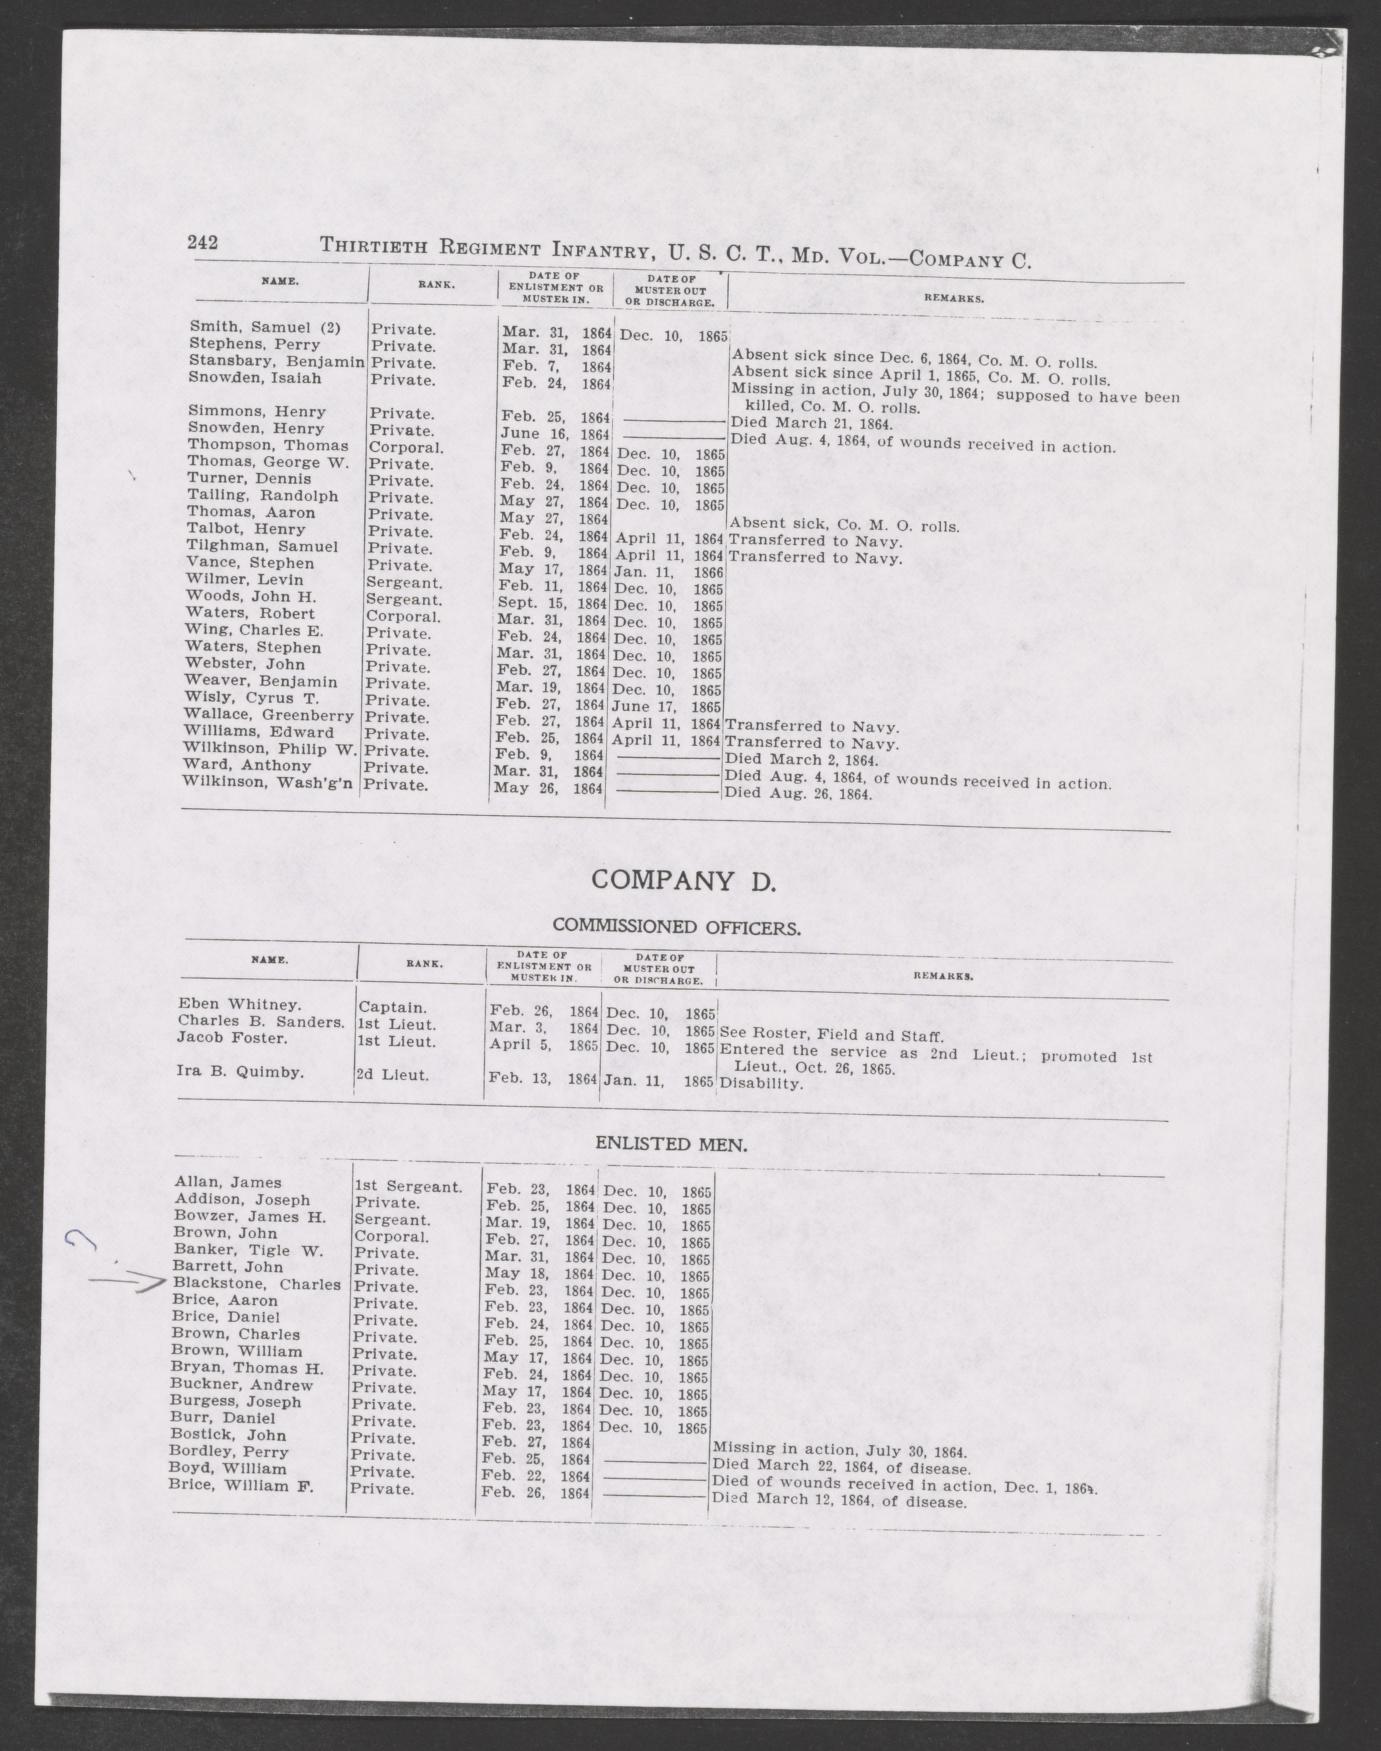 242 THIRTIETH REGIMENT INFANTRY, U. S. C. T., MD. VOL.—COMPANY C.
NAME. RANK. DATE OF ENLISTMENT OR MUSTER IN. DATE OF MUSTER OUT OR DISCHARGE. REMARKS.
Smith, Samuel (2) Private. Mar. 31, 1864 Dec. 10, 1865
Stephens, Perry Private. Mar. 31, 1864 Absent sick since Dec. 6, 1864, Co. M. O. rolls.
Stansbary, Benjamin Private. Feb. 7, 1864 Absent sick since April 1, 1865, Co. M. O. rolls.
Snowden, Isaiah Private. Feb. 24, 1864 Missing in action, July 30, 1864; supposed to have been
killed, Co. M. O. rolls.
Simmons, Henry Private. Feb. 25, 1864 ——— Died March 21, 1864.
Snowden, Henry Private. June 16, 1864 ——— Died Aug. 4, 1864, of wounds received in action.
Thompson, Thomas Corporal. Feb. 27, 1864 Dec. 10, 1865
Thomas, George W. Private. Feb. 9, 1864 Dec. 10, 1865
Turner, Dennis Private. Feb. 24, 1864 Dec. 10, 1865
Tailing, Randolph Private. May 27, 1864 Dec. 10, 1865
Thomas, Aaron Private. May 27, 1864 Absent sick, Co. M. O. rolls.
Talbot, Henry Private. Feb. 24, 1864 April 11, 1864 Transferred to Navy.
Tilghman, Samuel Private. Feb. 9, 1864 April 11, 1864 Transferred to Navy.
Vance, Stephen Private. May 17, 1864 Jan. 11, 1866
Wilmer, Levin Sergeant. Feb. 11, 1864 Dec. 10, 1865
Woods, John H. Sergeant. Sept. 15, 1864 Dec. 10, 1865
Waters, Robert Corporal. Mar. 31, 1864 Dec. 10, 1865
Wing, Charles E. Private. Feb. 24, 1864 Dec. 10, 1865
Waters, Stephen Private. Mar. 31, 1864 Dec. 10, 1865
Webster, John Private. Feb. 27, 1864 Dec. 10, 1865
Weaver, Benjamin Private. Mar. 19, 1864 Dec. 10, 1865
Wisly, Cyrus T. Private. Feb. 27, 1864 June 17, 1865
Wallace, Greenberry Private. Feb. 27, 1864 April 11, 1864 Transferred to Navy.
Williams, Edward Private. Feb. 25, 1864 April 11, 1864 Transferred to Navy.
Wilkinson, Philip W. Private. Feb. 9, 1864 ——— Died March 2, 1864.
Ward, Anthony Private. Mar. 31, 1864 ——— Died Aug. 4, 1864, of wounds received in action.
Wilkinson, Wash'g'n Private. May 26, 1864 ——— Died Aug. 26, 1864.
COMPANY D.
COMMISSIONED OFFICERS.
NAME. RANK. DATE OF ENLISTMENT OR MUSTER IN. DATE OF MUSTER OUT OR DISCHARGE. REMARKS.
Eben Whitney. Captain. Feb. 26, 1864 Dec. 10, 1865
Charles B. Sanders. 1st Lieut. Mar. 3, 1864 Dec. 10, 1865 See Roster, Field and Staff.
Jacob Foster. 1st Lieut. April 5, 1865 Dec. 10, 1865 Entered the service as 2nd Lieut.; promoted 1st
Lieut., Oct. 26, 1865.
Ira B. Quimby. 2d Lieut. Feb. 13, 1864 Jan. 11, 1865 Disability.
ENLISTED MEN.
Allan, James 1st Sergeant. Feb. 23, 1864 Dec. 10, 1865
Addison, Joseph Private. Feb. 25, 1864 Dec. 10, 1865
Bowzer, James H. Sergeant. Mar. 19, 1864 Dec. 10, 1865
Brown, John Corporal. Feb. 27, 1864 Dec. 10, 1865
Banker, Tigle W. Private. Mar. 31, 1864 Dec. 10, 1865
Barrett, John Private. May 18, 1864 Dec. 10, 1865
? Blackstone, Charles Private. Feb. 23, 1864 Dec. 10, 1865
Brice, Aaron Private. Feb. 23, 1864 Dec. 10, 1865
Brice, Daniel Private. Feb. 24, 1864 Dec. 10, 1865
Brown, Charles Private. Feb. 25, 1864 Dec. 10, 1865
Brown, William Private. May 17, 1864 Dec. 10, 1865
Bryan, Thomas H. Private. Feb. 24, 1864 Dec. 10, 1865
Buckner, Andrew Private. May 17, 1864 Dec. 10, 1865
Burgess, Joseph Private. Feb. 23, 1864 Dec. 10, 1865
Burr, Daniel Private. Feb. 23, 1864 Dec. 10, 1865
Bostick, John Private. Feb. 27, 1864 Missing in action, July 30, 1864.
Bordley, Perry Private. Feb. 25, 1864 ——— Died March 22, 1864, of disease.
Boyd, William Private. Feb. 22, 1864 ——— Died of wounds received in action, Dec. 1, 1864.
Brice, William F. Private. Feb. 26, 1864 ——— Died March 12, 1864, of disease.